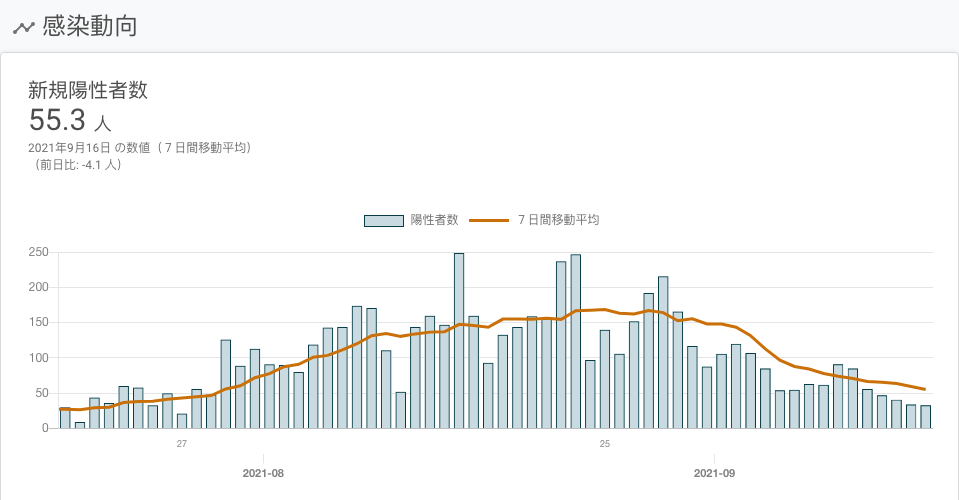 感染動向
新規陽性者数
55.3 人
2021年9月16日 の数値（７日間移動平均）
（前日比: -4.1 人）
陽性者数 ７日間移動平均
250
200
150
100
50
0
27 25
2021-08 2021-09